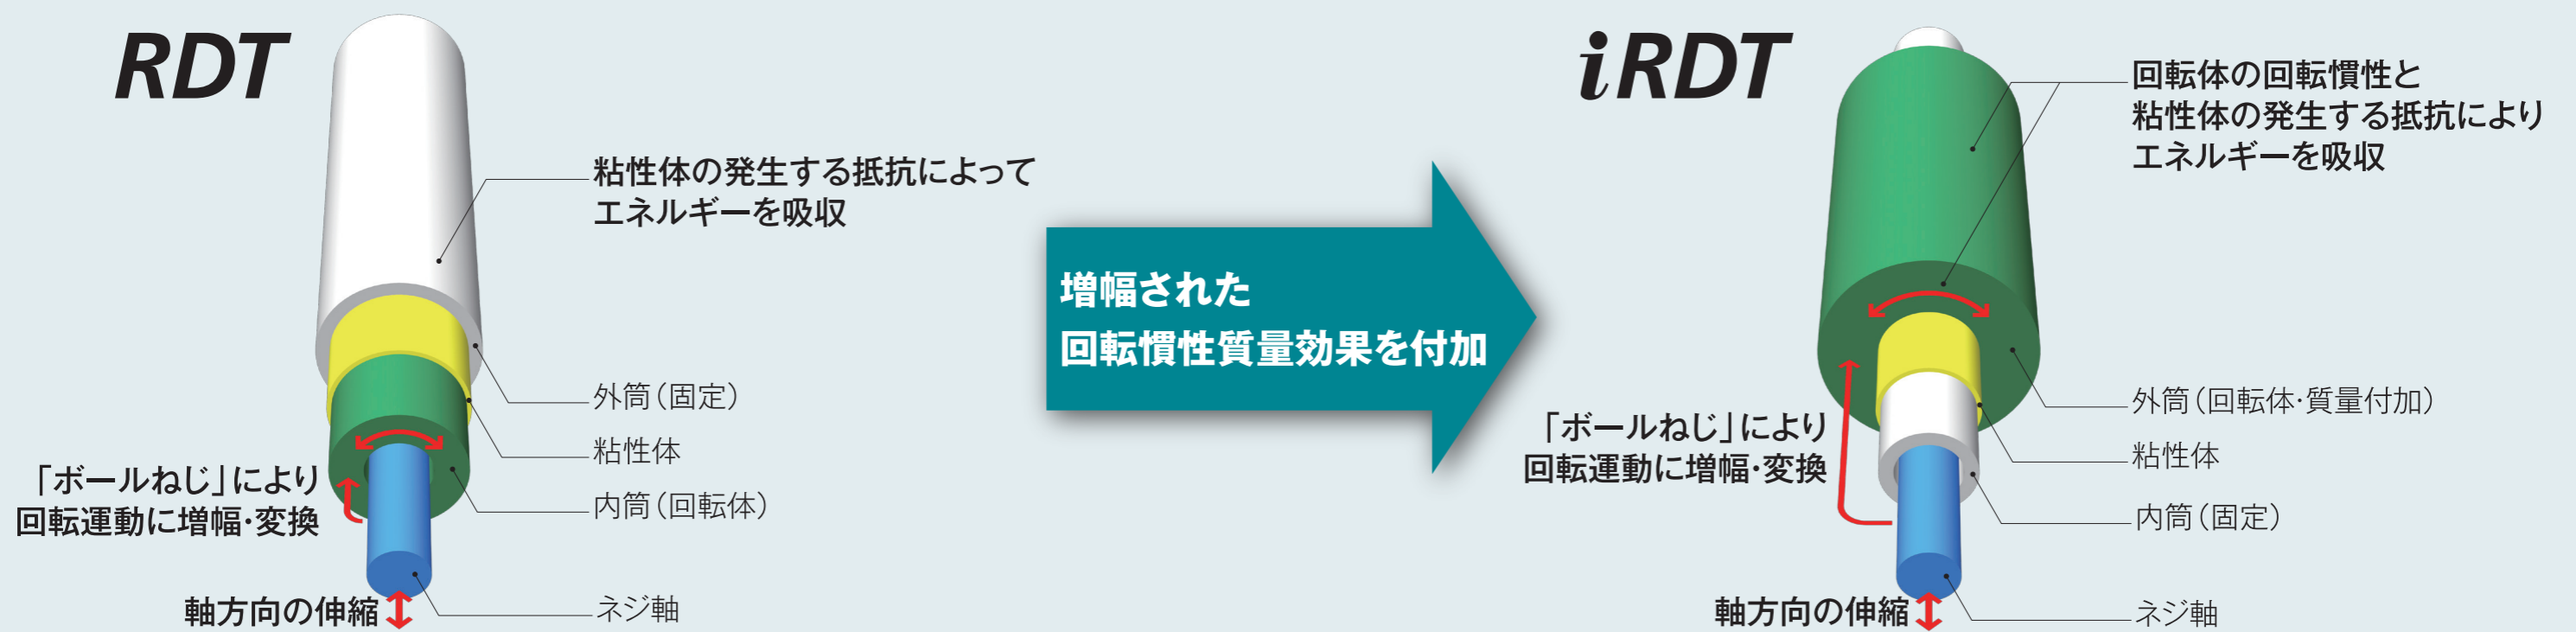 RDT
粘性体の発生する抵抗によって
エネルギーを吸収
外筒（固定）
粘性体
内筒（回転体）
「ボールねじ」により
回転運動に増幅・変換
軸方向の伸縮
ネジ軸
増幅された
回転慣性質量効果を付加
iRDT
回転体の回転慣性と
粘性体の発生する抵抗により
エネルギーを吸収
外筒（回転体・質量付加）
粘性体
内筒（固定）
「ボールねじ」により
回転運動に増幅・変換
軸方向の伸縮
ネジ軸